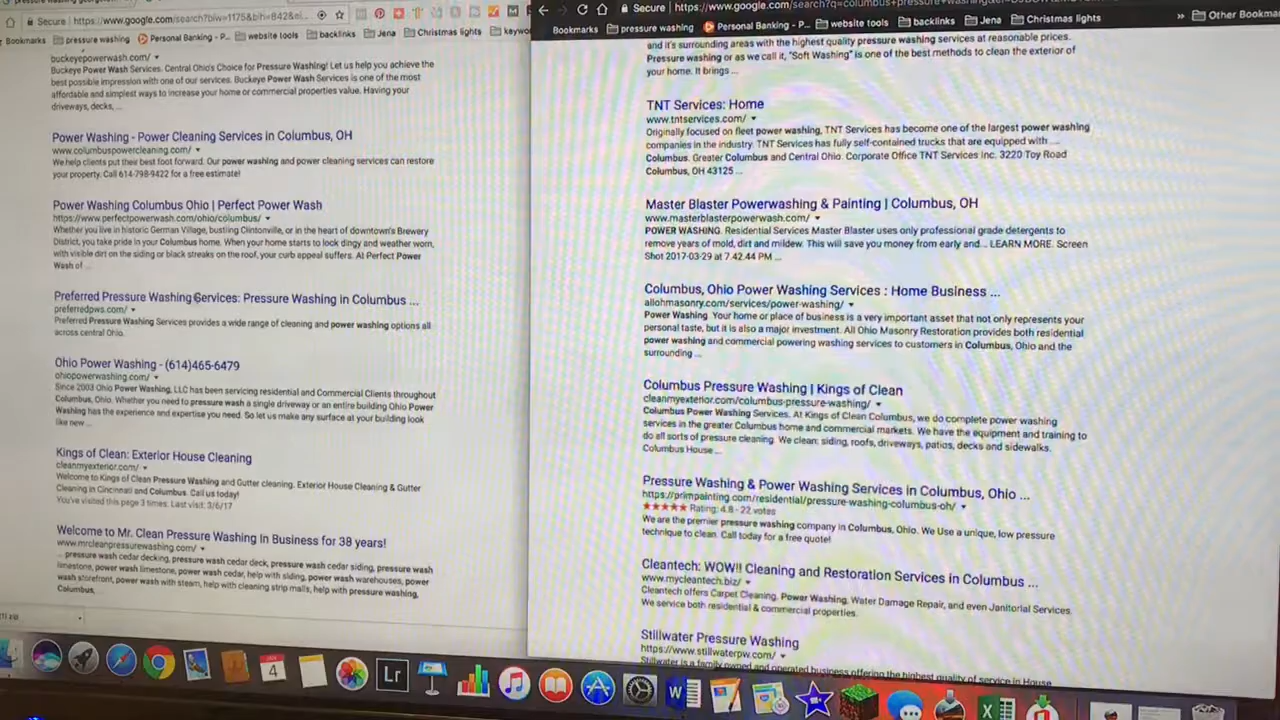 Secure
https://www.google.com/search?biw=1175&bih=842&ei...
Bookmarks
pressure washing
Personal Banking - P...
website tools
backlinks
Jena
Christmas lights
buckeyepowerwash.com/
Buckeye Power Wash Services. Central Ohio's Choice for Pressure Washing! Let us help you achieve the
best possible impression with one of our services. Buckeye Power Wash Services is one of the most
affordable and simplest ways to increase your home or commercial properties value. Having your
driveways, decks, ...
Power Washing - Power Cleaning Services in Columbus, OH
www.columbuspowercleaning.com/
We help clients put their best foot forward. Our power washing and power cleaning services can restore
your property. Call 614-798-9422 for a free estimate!
Power Washing Columbus Ohio | Perfect Power Wash
https://www.perfectpowerwash.com/ohio/columbus/
Whether you live in historic German Village, bustling Clintonville, or in the heart of downtown's Brewery
District, you take pride in your Columbus home. When your home starts to look dingy and weather worn,
with visible dirt on the siding or black streaks on the roof, your curb appeal suffers. At Perfect Power
Wash of ...
Preferred Pressure Washing Services: Pressure Washing in Columbus ...
preferredpws.com/
Preferred Pressure Washing Services provides a wide range of cleaning and power washing options all
across central Ohio.
Ohio Power Washing - (614)465-6479
ohiopowerwashing.com/
Since 2003 Ohio Power Washing, LLC has been servicing residential and Commercial Clients throughout
Columbus, Ohio. Whether you need to pressure wash a single driveway or an entire building Ohio Power
Washing has the experience and expertise you need. So let us make any surface at your building look
like new ...
Kings of Clean: Exterior House Cleaning
cleanmyexterior.com/
Welcome to Kings of Clean Pressure Washing and Gutter cleaning. Exterior House Cleaning & Gutter
Cleaning in Cincinnati and Columbus. Call us today!
You've visited this page 3 times. Last visit: 3/6/17
Welcome to Mr. Clean Pressure Washing In Business for 38 years!
www.mrcleanpressurewashing.com/
... pressure wash cedar decking, pressure wash cedar deck, pressure wash cedar siding, pressure wash
limestone, power wash limestone, power wash cedar, help with siding, power wash warehouses, power
wash storefront, power wash with steam, help with cleaning strip malls, help with pressure washing,
Columbus, ...
Secure
Bookmarks
pressure washing
Personal Banking - P...
website tools
backlinks
Jena
Christmas lights
Other Bookmar
and it's surrounding areas with the highest quality pressure washing services at reasonable prices.
Pressure washing or as we call it, "Soft Washing" is one of the best methods to clean the exterior of
your home. It brings ...
TNT Services: Home
www.tntservices.com/
Originally focused on fleet power washing, TNT Services has become one of the largest power washing
companies in the industry. TNT Services has fully self-contained trucks that are equipped with ...
Columbus. Greater Columbus and Central Ohio. Corporate Office TNT Services Inc. 3220 Toy Road
Columbus, OH 43125 ...
Master Blaster Powerwashing & Painting | Columbus, OH
www.masterblasterpowerwash.com/
POWER WASHING. Residential Services Master Blaster uses only professional grade detergents to
remove years of mold, dirt and mildew. This will save you money from early and... LEARN MORE. Screen
Shot 2017-03-29 at 7.42.44 PM ...
Columbus, Ohio Power Washing Services : Home Business ...
allohmasonry.com/services/power-washing/
Power Washing. Your home or place of business is a very important asset that not only represents your
personal taste, but it is also a major investment. All Ohio Masonry Restoration provides both residential
power washing and commercial powering washing services to customers in Columbus, Ohio and the
surrounding ...
Columbus Pressure Washing | Kings of Clean
cleanmyexterior.com/columbus-pressure-washing/
Columbus Power Washing Services. At Kings of Clean Columbus, we do complete power washing
services in the greater Columbus home and commercial markets. We have the equipment and training to
do all sorts of pressure cleaning. We clean: siding, roofs, driveways, patios, decks and sidewalks.
Columbus House ...
Pressure Washing & Power Washing Services in Columbus, Ohio ...
https://primpainting.com/residential/pressure-washing-columbus-oh/
Rating: 4.8 - 22 votes
We are the premier pressure washing company in Columbus, Ohio. We Use a unique, low pressure
technique to clean. Call today for a free quote!
Cleantech: WOW!! Cleaning and Restoration Services in Columbus ...
www.mycleantech.biz/
Cleantech offers Carpet Cleaning, Power Washing, Water Damage Repair, and even Janitorial Services.
We service both residential & commercial properties.
Stillwater Pressure Washing
https://www.stillwaterpw.com/
Stillwater is a family owned and operated business offering the highest quality of service in House
4
Lr
W